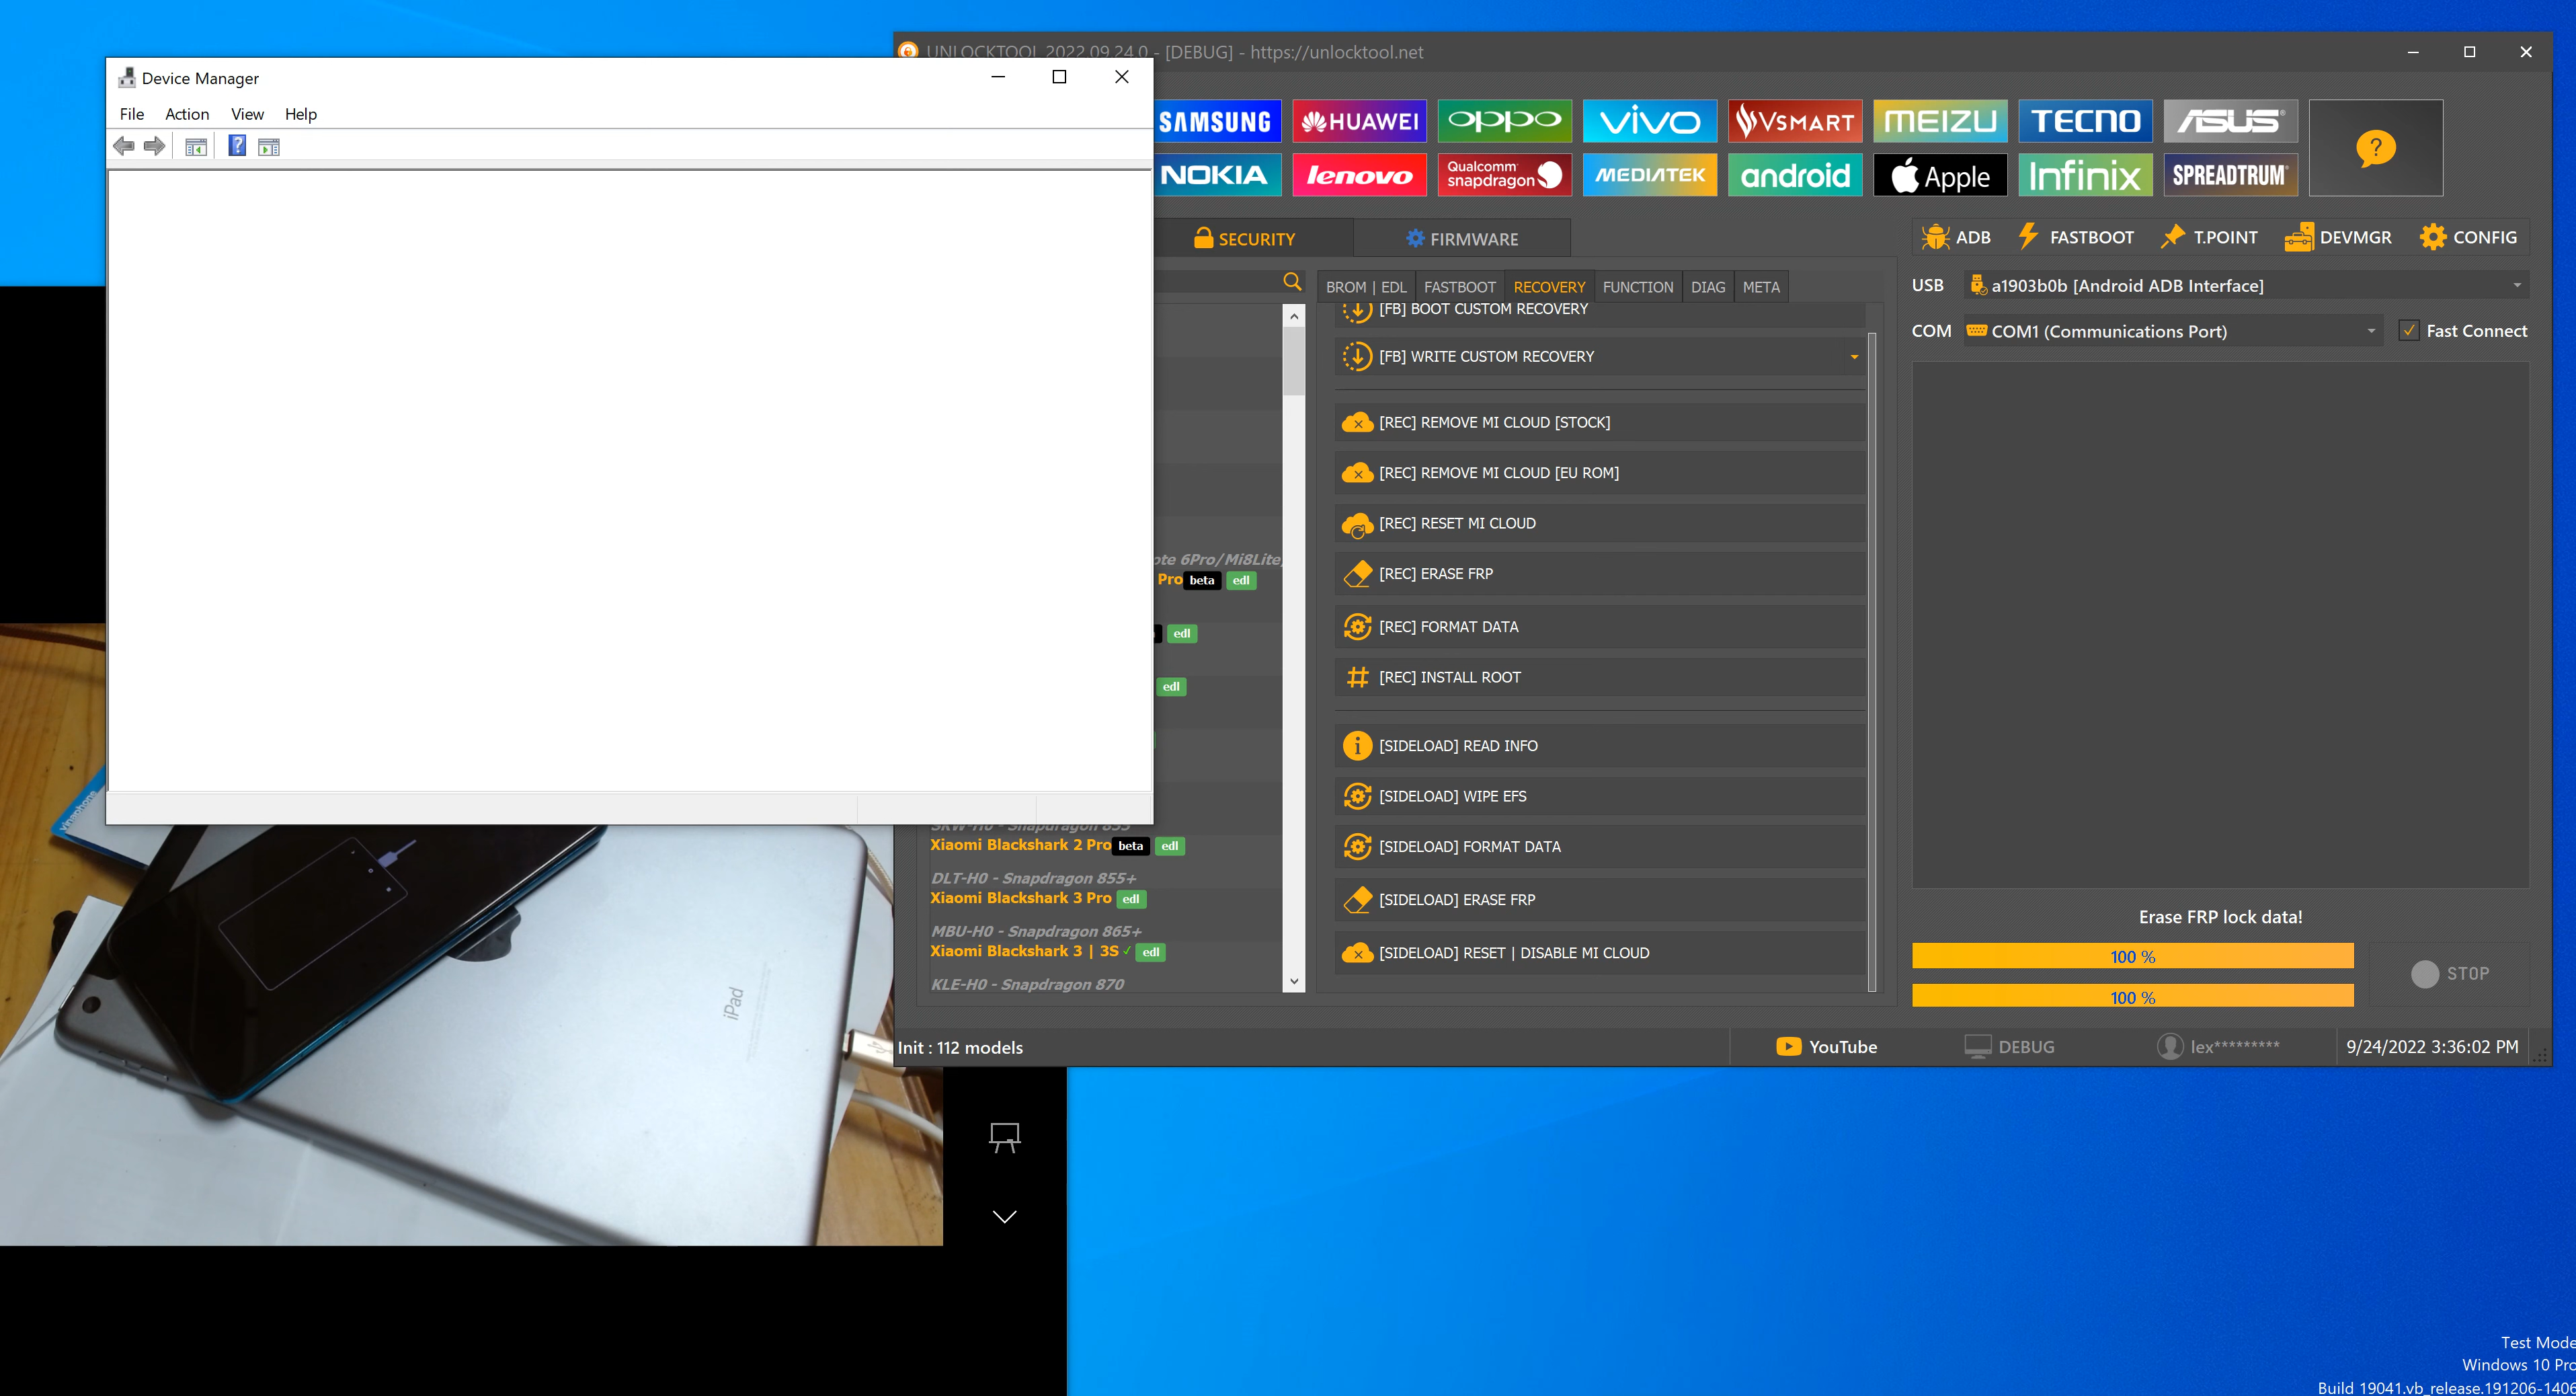 UNLOCKTOOL 2022.09.24.0 - [DEBUG] - https://unlocktool.net
Device Manager
File Action View Help
SAMSUNG HUAWEI oppo vivo VSMART MEIZU TECNO ASUS
NOKIA lenovo Qualcomm snapdragon MEDIATEK android Apple Infinix SPREADTRUM
?
SECURITY FIRMWARE
ADB FASTBOOT T.POINT DEVMGR CONFIG
BROM | EDL FASTBOOT RECOVERY FUNCTION DIAG META
USB a1903b0b [Android ADB Interface]
COM COM1 (Communications Port) Fast Connect
[FB] BOOT CUSTOM RECOVERY
[FB] WRITE CUSTOM RECOVERY
[REC] REMOVE MI CLOUD [STOCK]
[REC] REMOVE MI CLOUD [EU ROM]
[REC] RESET MI CLOUD
[REC] ERASE FRP
[REC] FORMAT DATA
[REC] INSTALL ROOT
[SIDELOAD] READ INFO
[SIDELOAD] WIPE EFS
[SIDELOAD] FORMAT DATA
[SIDELOAD] ERASE FRP
[SIDELOAD] RESET | DISABLE MI CLOUD
6Pro/Mi8Lite
Pro beta edl
edl
edl
SKW-H0 - Snapdragon 855
Xiaomi Blackshark 2 Pro beta edl
DLT-H0 - Snapdragon 855+
Xiaomi Blackshark 3 Pro edl
MBU-H0 - Snapdragon 865+
Xiaomi Blackshark 3 | 3S ✓ edl
KLE-H0 - Snapdragon 870
Erase FRP lock data!
100 %
100 %
STOP
Init : 112 models
YouTube DEBUG lex********* 9/24/2022 3:36:02 PM
vinaphone
iPad
Test Mode
Windows 10 Pro
Build 19041.vb_release.191206-1406